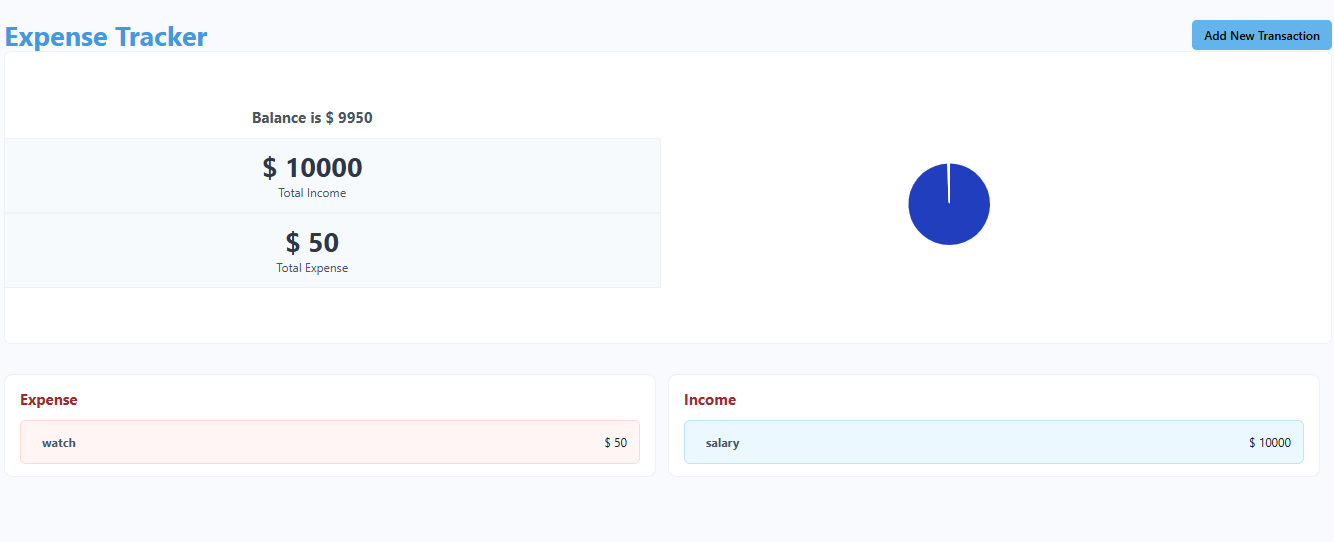 Expense Tracker
Add New Transaction
Balance is $ 9950
$ 10000
Total Income
$ 50
Total Expense
Expense
watch $ 50
Income
salary $ 10000